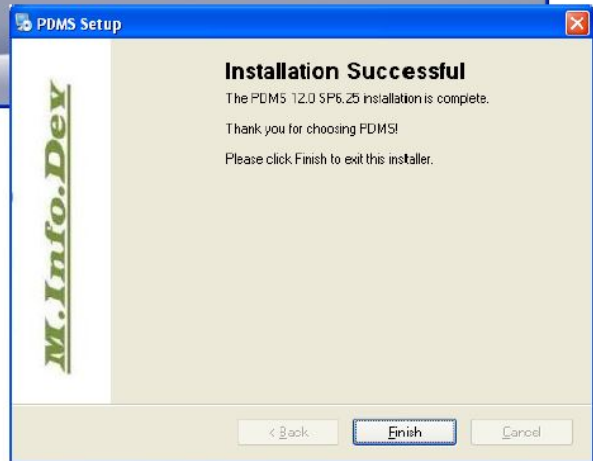 PDMS Setup
Installation Successful
The PDMS 12.0 SP6.25 installation is complete.
Thank you for choosing PDMS!
Please click Finish to exit this installer.
M.Info.Dev
< Back
Finish
Cancel